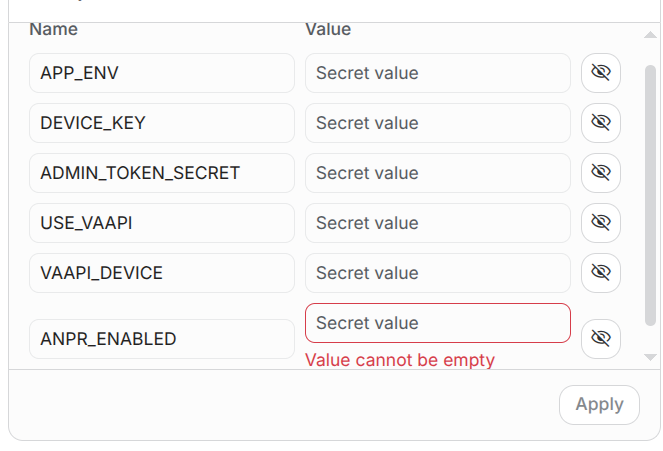 Name Value
APP_ENV Secret value
DEVICE_KEY Secret value
ADMIN_TOKEN_SECRET Secret value
USE_VAAPI Secret value
VAAPI_DEVICE Secret value
ANPR_ENABLED Secret value
Value cannot be empty
Apply